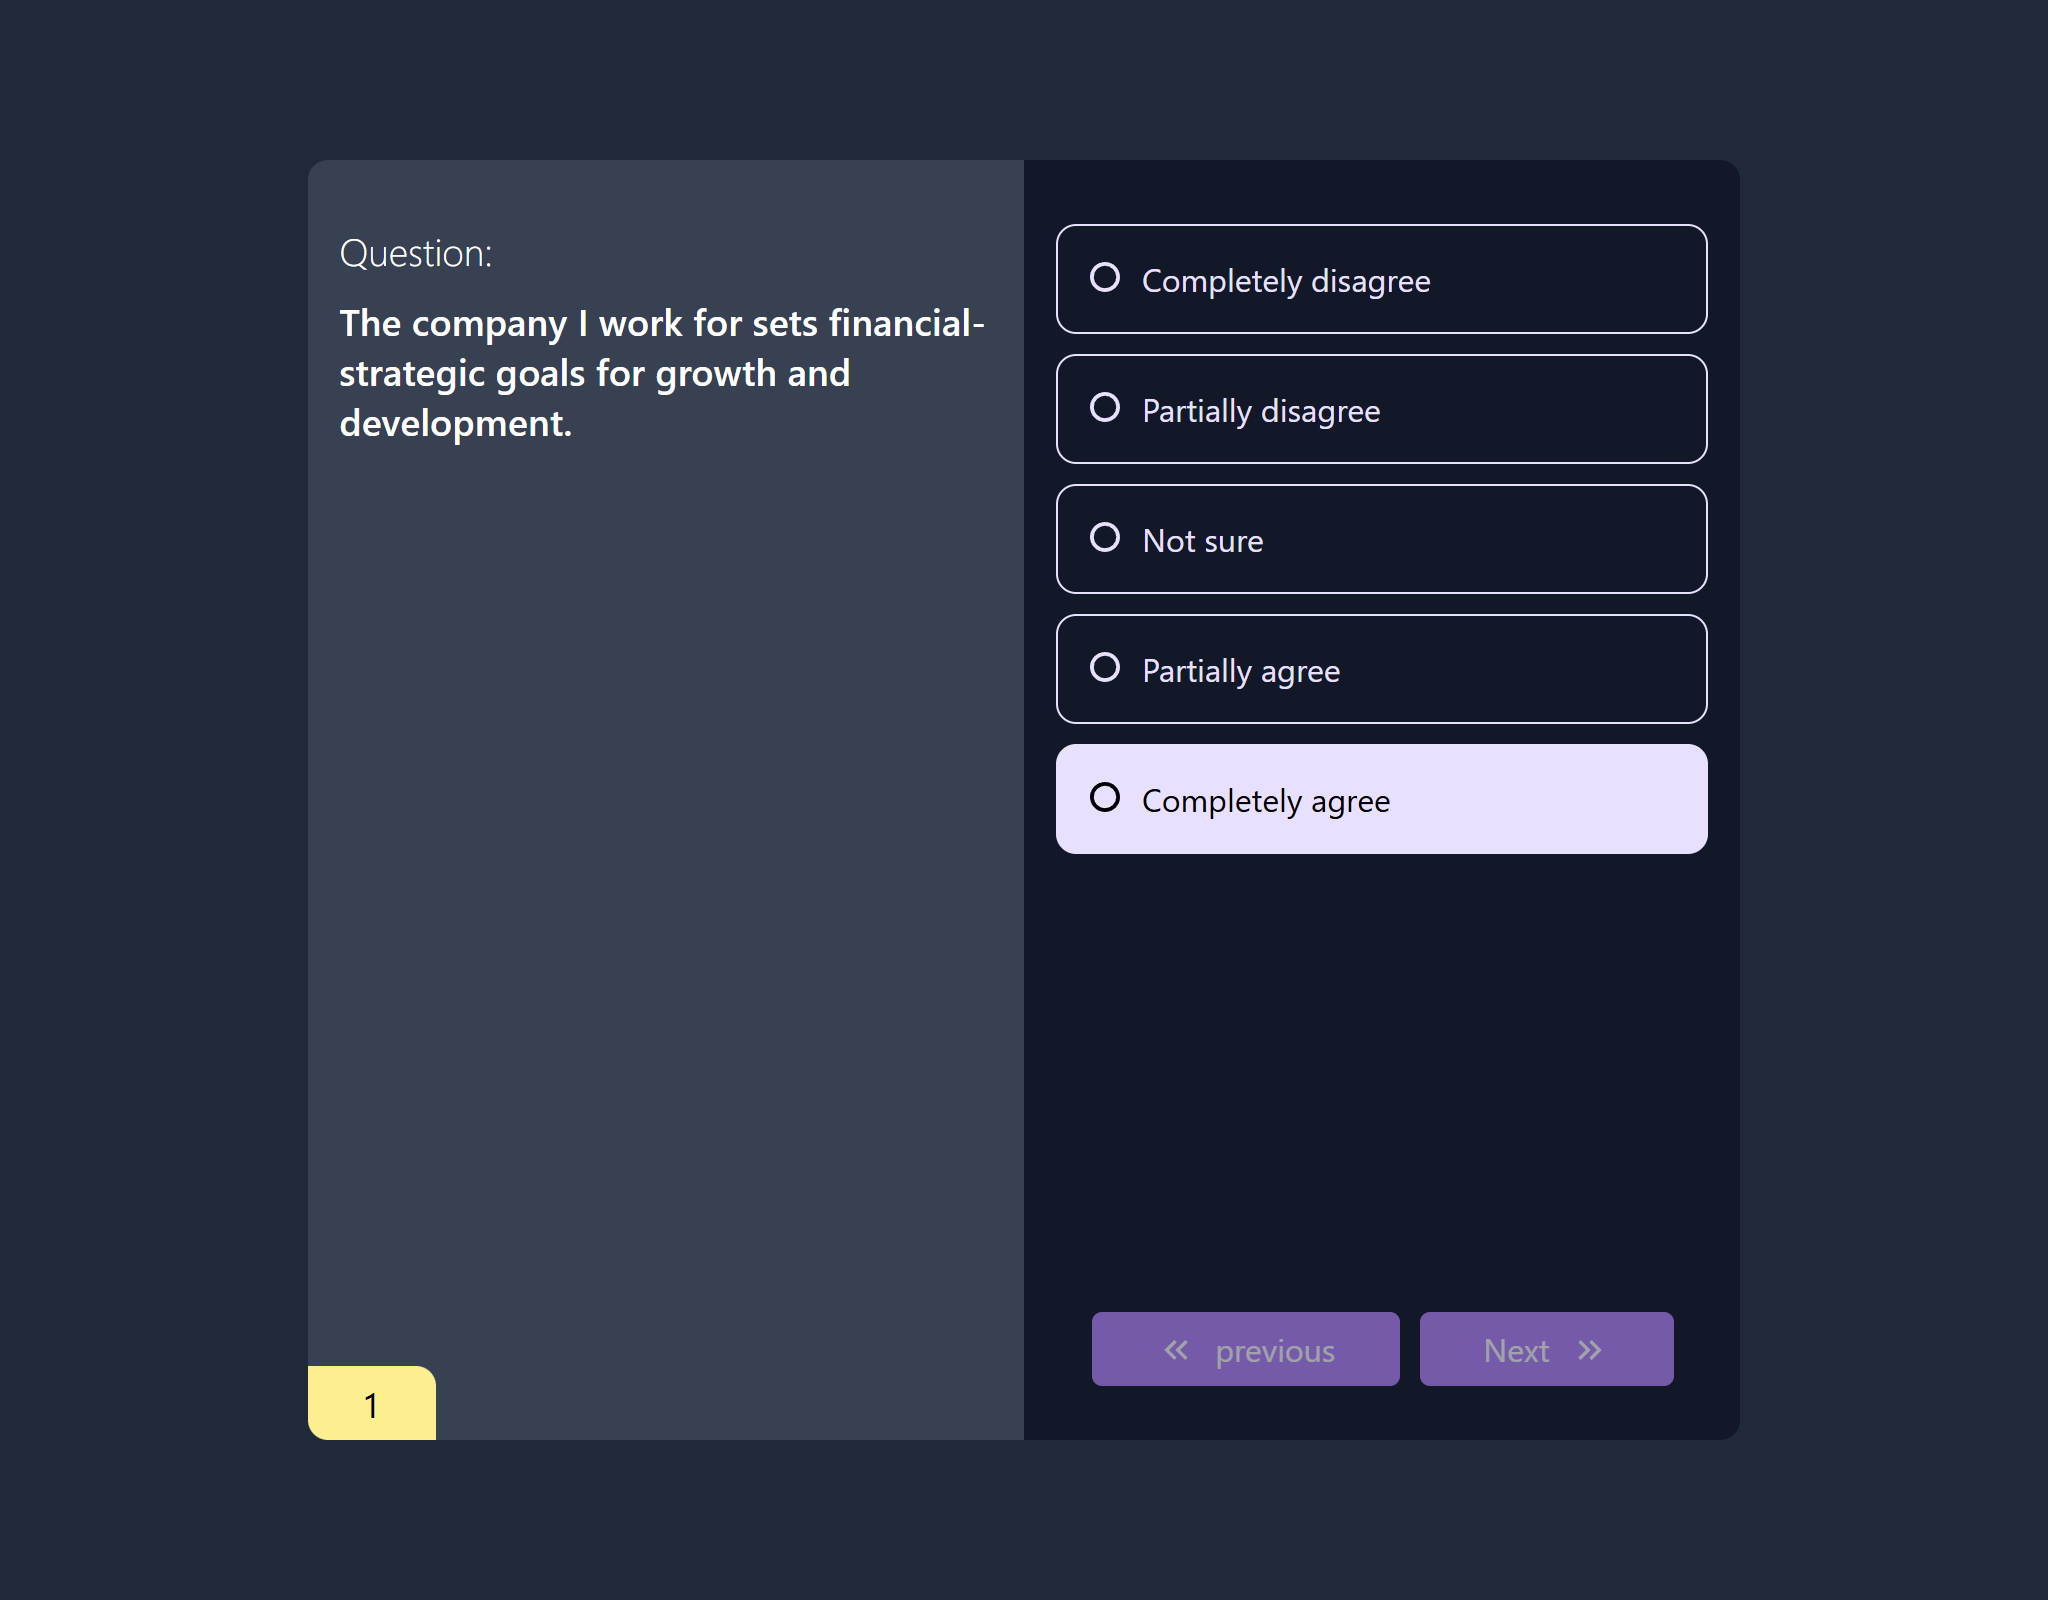 Question:
The company I work for sets financial-
strategic goals for growth and
development.
1
Completely disagree
Partially disagree
Not sure
Partially agree
Completely agree
previous
Next